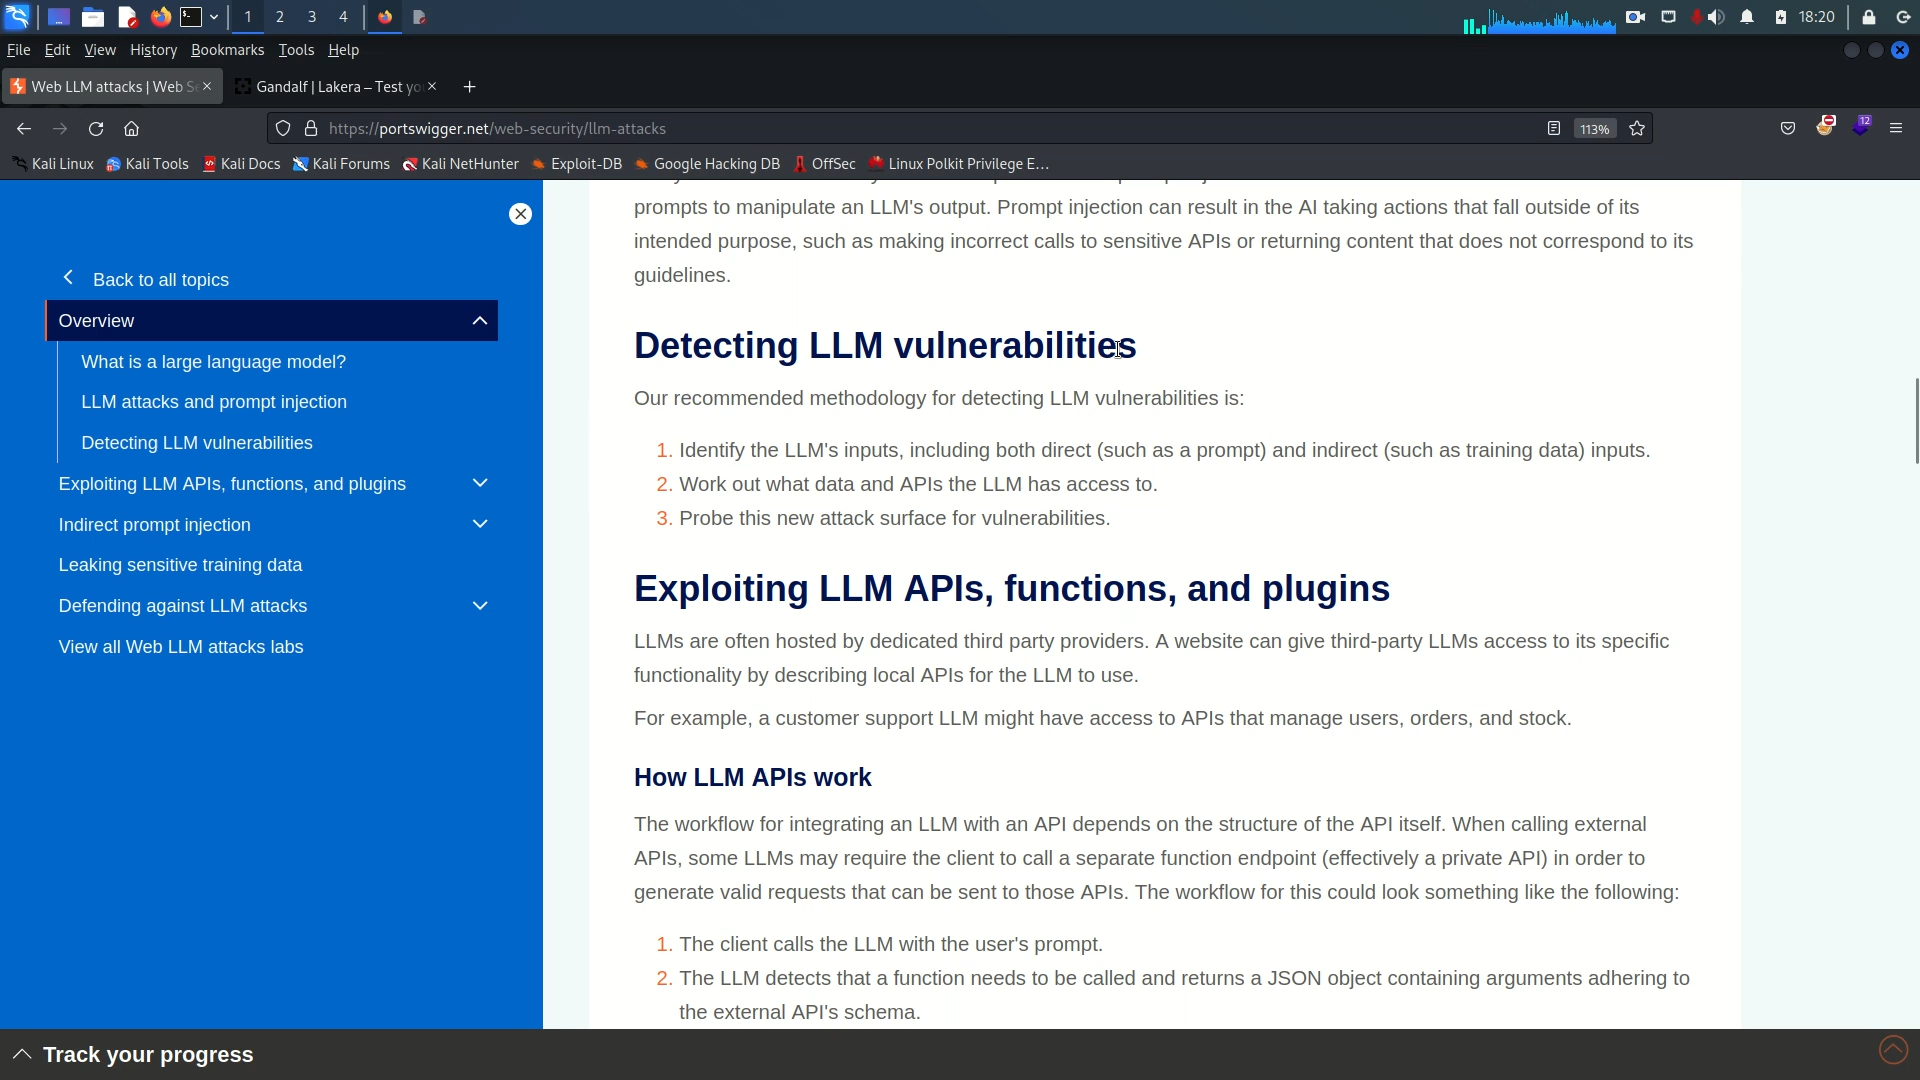 1 2 3 4
12
18:20
File Edit View History Bookmarks Tools Help
Web LLM attacks | Web S
Gandalf | Lakera – Test yo
https://portswigger.net/web-security/llm-attacks
113%
Kali Linux Kali Tools Kali Docs Kali Forums Kali NetHunter Exploit-DB Google Hacking DB OffSec Linux Polkit Privilege E...
Back to all topics
Overview
What is a large language model?
LLM attacks and prompt injection
Detecting LLM vulnerabilities
Exploiting LLM APIs, functions, and plugins
Indirect prompt injection
Leaking sensitive training data
Defending against LLM attacks
View all Web LLM attacks labs
prompts to manipulate an LLM's output. Prompt injection can result in the AI taking actions that fall outside of its
intended purpose, such as making incorrect calls to sensitive APIs or returning content that does not correspond to its
guidelines.
Detecting LLM vulnerabilities
Our recommended methodology for detecting LLM vulnerabilities is:
1. Identify the LLM's inputs, including both direct (such as a prompt) and indirect (such as training data) inputs.
2. Work out what data and APIs the LLM has access to.
3. Probe this new attack surface for vulnerabilities.
Exploiting LLM APIs, functions, and plugins
LLMs are often hosted by dedicated third party providers. A website can give third-party LLMs access to its specific
functionality by describing local APIs for the LLM to use.
For example, a customer support LLM might have access to APIs that manage users, orders, and stock.
How LLM APIs work
The workflow for integrating an LLM with an API depends on the structure of the API itself. When calling external
APIs, some LLMs may require the client to call a separate function endpoint (effectively a private API) in order to
generate valid requests that can be sent to those APIs. The workflow for this could look something like the following:
1. The client calls the LLM with the user's prompt.
2. The LLM detects that a function needs to be called and returns a JSON object containing arguments adhering to
the external API's schema.
Track your progress